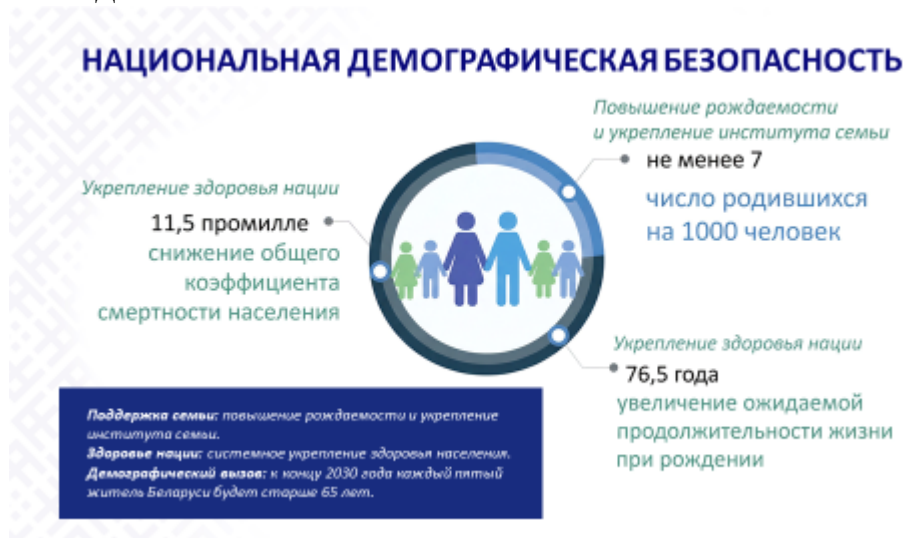 НАЦИОНАЛЬНАЯ ДЕМОГРАФИЧЕСКАЯ БЕЗОПАСНОСТЬ
Повышение рождаемости
и укрепление института семьи
не менее 7
число родившихся
на 1000 человек
Укрепление здоровья нации
11,5 промилле
снижение общего
коэффициента
смертности населения
Укрепление здоровья нации
76,5 года
увеличение ожидаемой
продолжительности жизни
при рождении
Поддержка семьи: повышение рождаемости и укрепление
института семьи.
Здоровье нации: системное укрепление здоровья населения.
Демографический вызов: к концу 2030 года каждый пятый
житель Беларуси будет старше 65 лет.